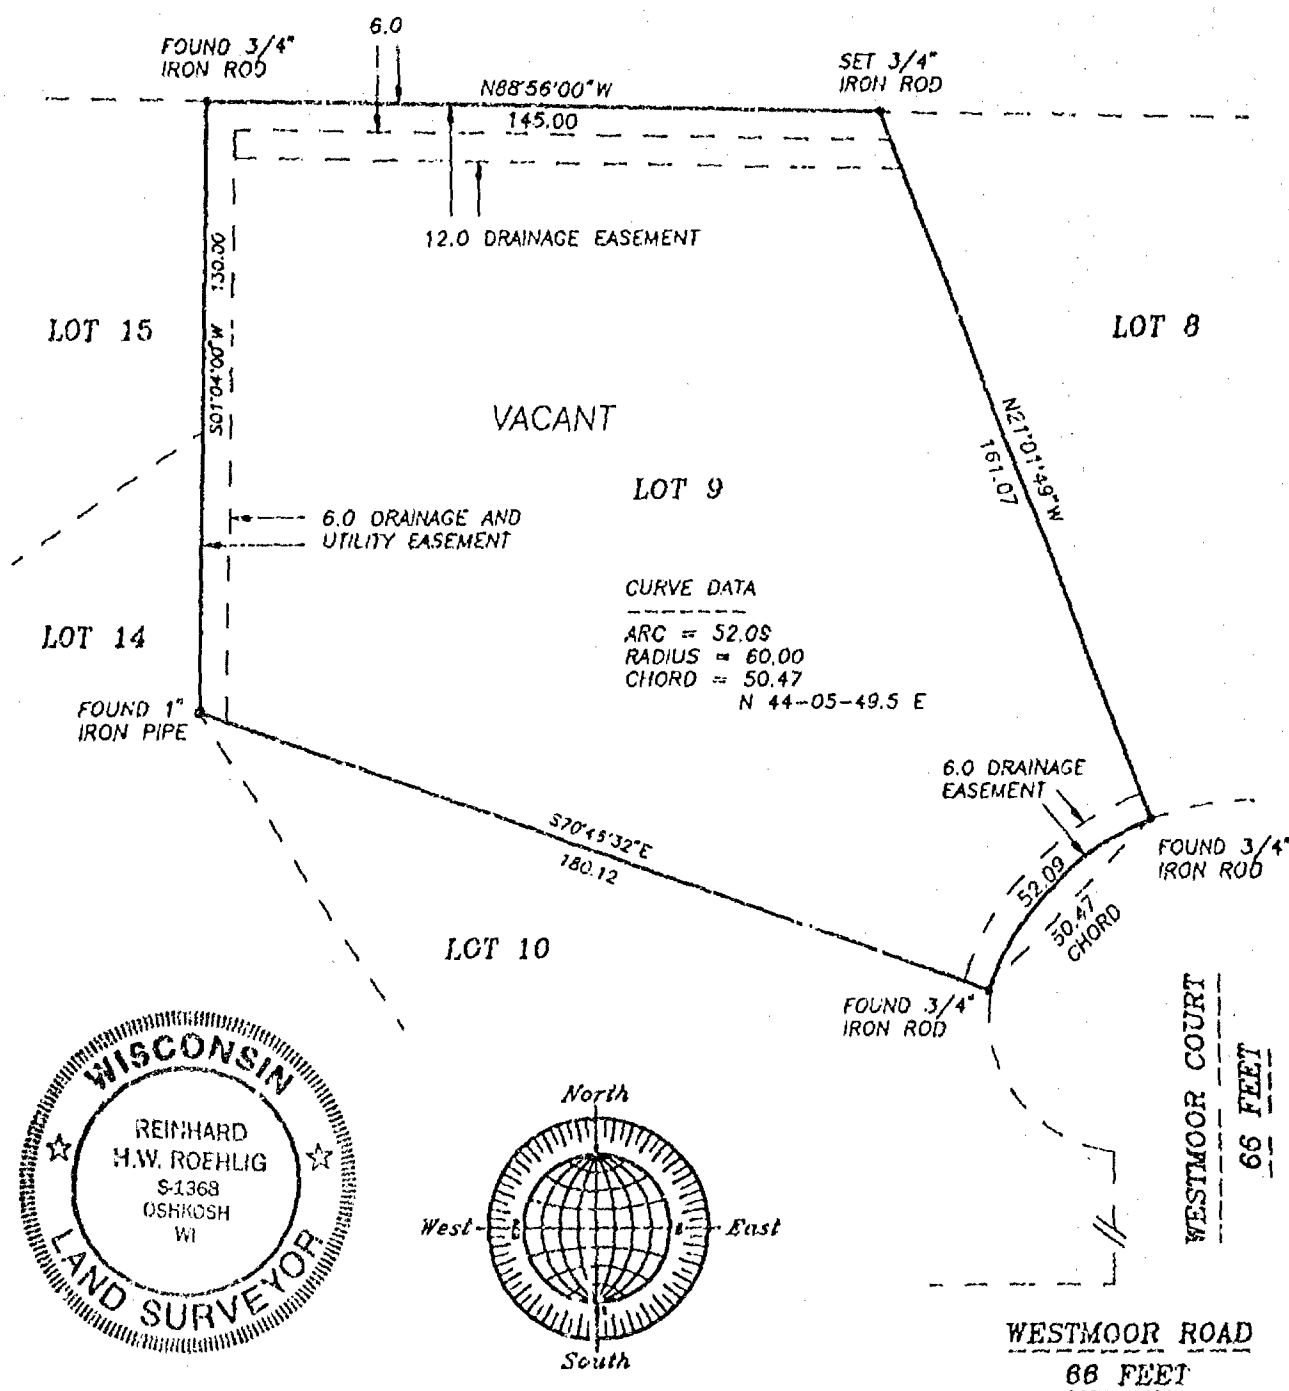 6.0
FOUND 3/4"
IRON ROD
SET 3/4"
IRON ROD
N88°56'00"W
145.00
12.0 DRAINAGE EASEMENT
S01°04'00"W 130.00
LOT 15
LOT 8
VACANT
N21°01'49"W
161.07
LOT 9
6.0 DRAINAGE AND
UTILITY EASEMENT
CURVE DATA
ARC = 52.09
RADIUS = 60.00
CHORD = 50.47
N 44-05-49.5 E
LOT 14
FOUND 1"
IRON PIPE
6.0 DRAINAGE
EASEMENT
S70°45'32"E
180.12
FOUND 3/4"
IRON ROD
52.09
50.47
CHORD
LOT 10
FOUND 3/4"
IRON ROD
WESTMOOR COURT
66 FEET
WISCONSIN
REINHARD
H.W. ROEHLIG
S-1368
OSHKOSH
WI
LAND SURVEYOR
North
West
East
South
WESTMOOR ROAD
66 FEET